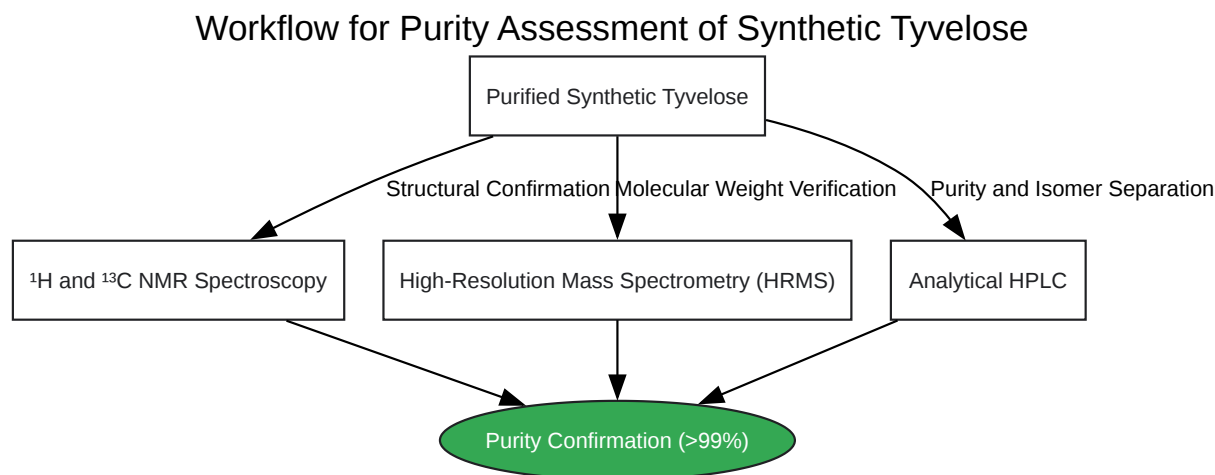 Workflow for Purity Assessment of Synthetic Tyvelose
Purified Synthetic Tyvelose
Structural Confirmation
Molecular Weight Verification
Purity and Isomer Separation
¹H and ¹³C NMR Spectroscopy
High-Resolution Mass Spectrometry (HRMS)
Analytical HPLC
Purity Confirmation (>99%)